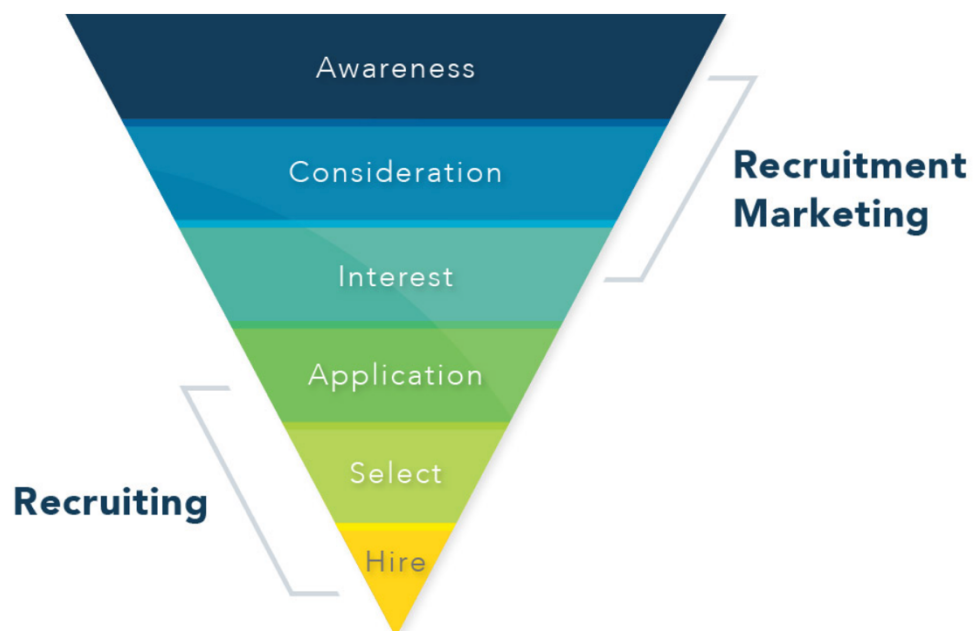 Awareness
Consideration
Recruitment
Marketing
Interest
Application
Select
Recruiting
Hire